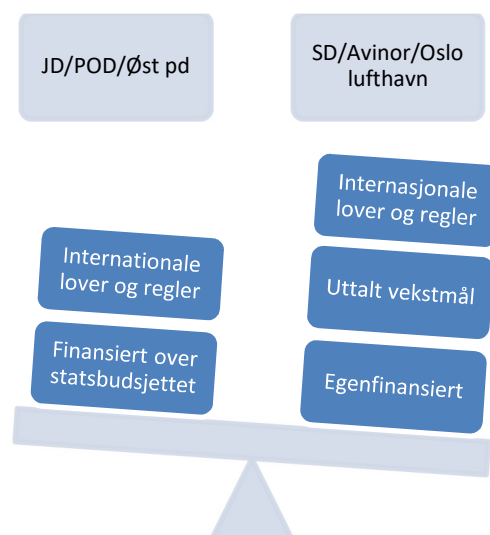 JD/POD/Øst pd
SD/Avinor/Oslo
lufthavn
Internationale
lover og regler
Finansiert over
statsbudsjettet
Internasjonale
lover og regler
Uttalt vekstmål
Egenfinansiert